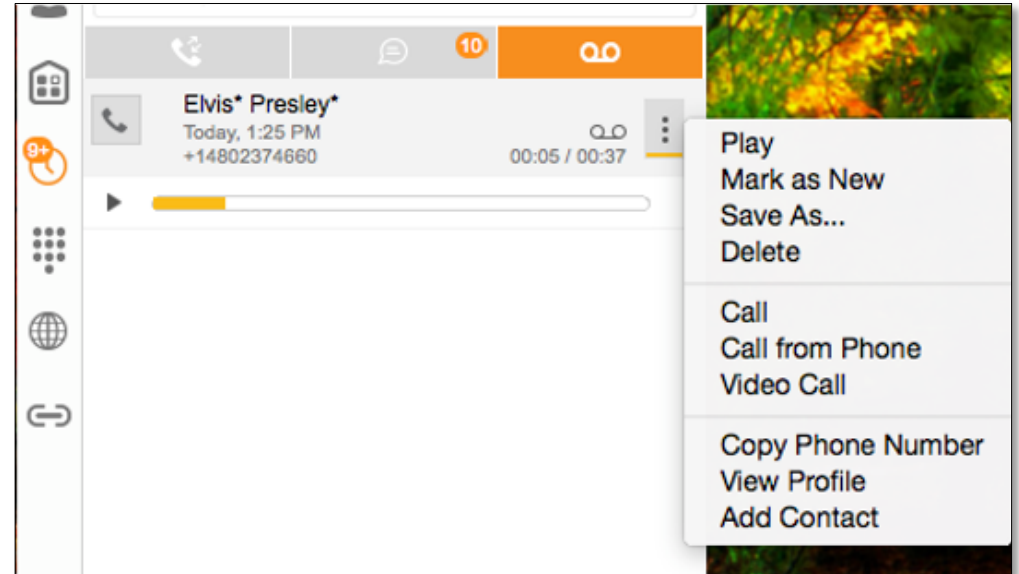 10
Elvis* Presley*
Today, 1:25 PM
+14802374660
00:05 / 00:37
9+
Play
Mark as New
Save As...
Delete
Call
Call from Phone
Video Call
Copy Phone Number
View Profile
Add Contact